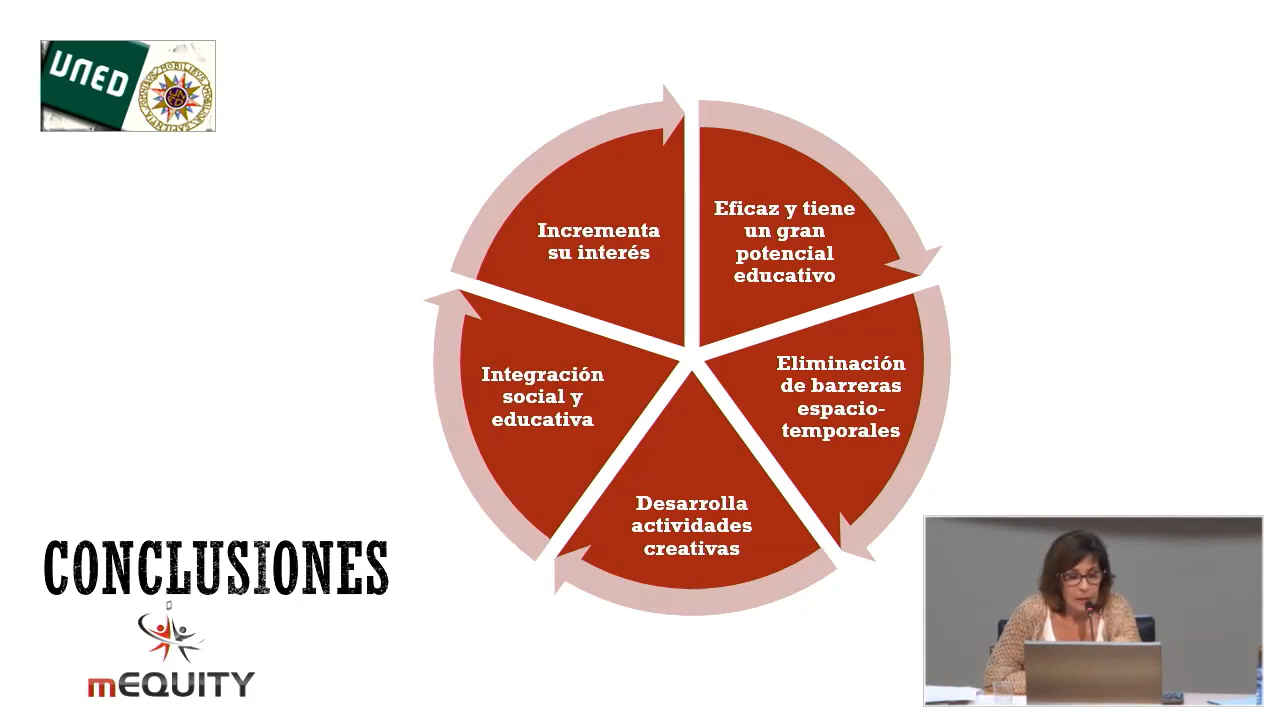 UNED
Incrementa
su interés
Eficaz y tiene
un gran
potencial
educativo
Eliminación
de barreras
espacio-
temporales
Desarrolla
actividades
creativas
Integración
social y
educativa
CONCLUSIONES
mEQUITY